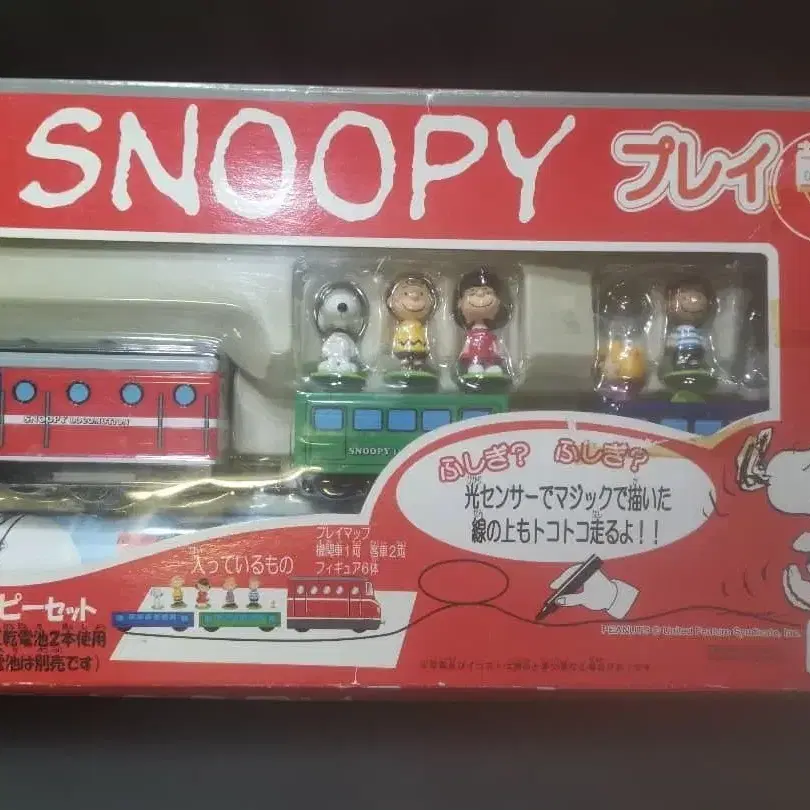 SNOOPY プレイ
SNOOPY LOCOMOTION
SNOOPY
ふしぎ? ふしぎ?
光センサーでマジックで描いた
線の上もトコトコ走るよ!!
プレイマップ
機関車1両 客車2両
フィギュア6体
入っているもの
ピーセット
乾電池2本使用
電池は別売です)
PEANUTS © United Feature Syndicate, Inc.